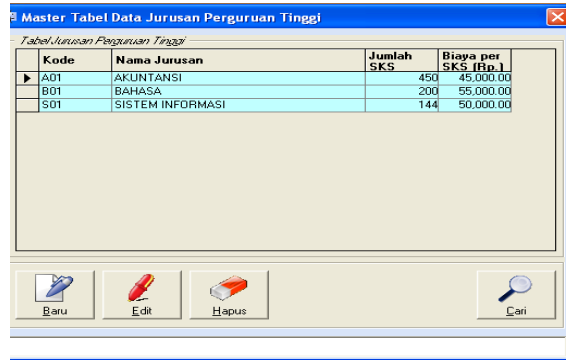 Master Tabel Data Jurusan Perguruan Tinggi
Tabel Jurusan Perguruan Tinggi
Kode Nama Jurusan Jumlah SKS Biaya per SKS (Rp.)
A01 AKUNTANSI 450 45,000.00
B01 BAHASA 200 55,000.00
S01 SISTEM INFORMASI 144 50,000.00
Baru Edit Hapus Cari